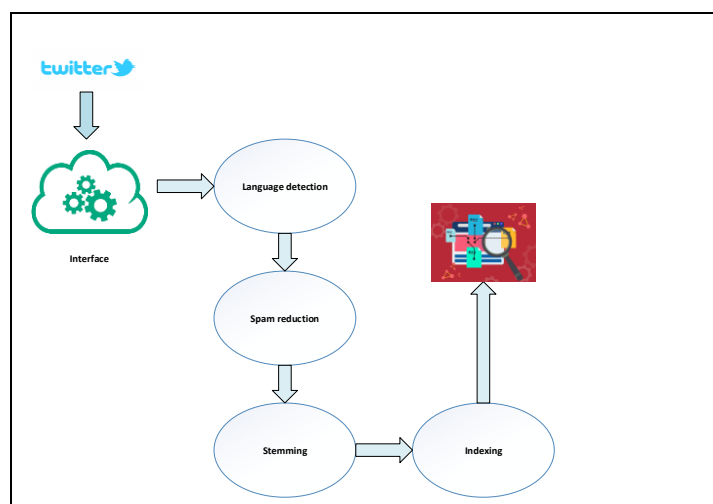 twitter
Language detection
Interface
Spam reduction
Stemming
Indexing